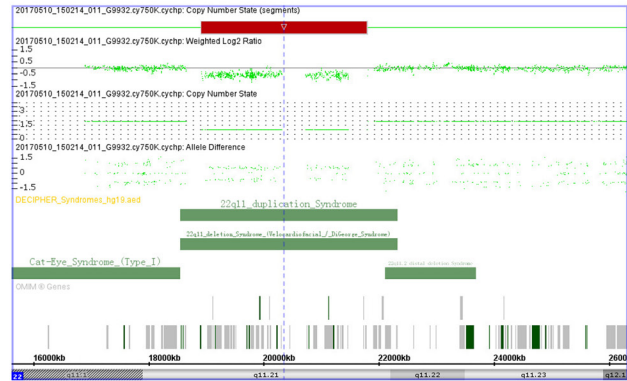 20170510_150214_011_G9932.cy750K.cychp: Copy Number State (segments)
20170510_150214_011_G9932.cy750K.cychp: Weighted Log2 Ratio
1.5
0.5
-0.5
-1.5
20170510_150214_011_G9932.cy750K.cychp: Copy Number State
3
1.5
0
20170510_150214_011_G9932.cy750K.cychp: Allele Difference
1.5
0
-1.5
DECIPHER_Syndromes_hg19.aed
22q11_duplication_Syndrome
22q11_deletion_Syndrome_(Velocardiofacial_/_DiGeorge_Syndrome)
Cat-Eye_Syndrome_(Type_I)
OMIM ® Genes
16000kb 18000kb 20000kb 22000kb 24000kb 2600
22 q11.1 q11.21 q11.22 q11.23 q12.1